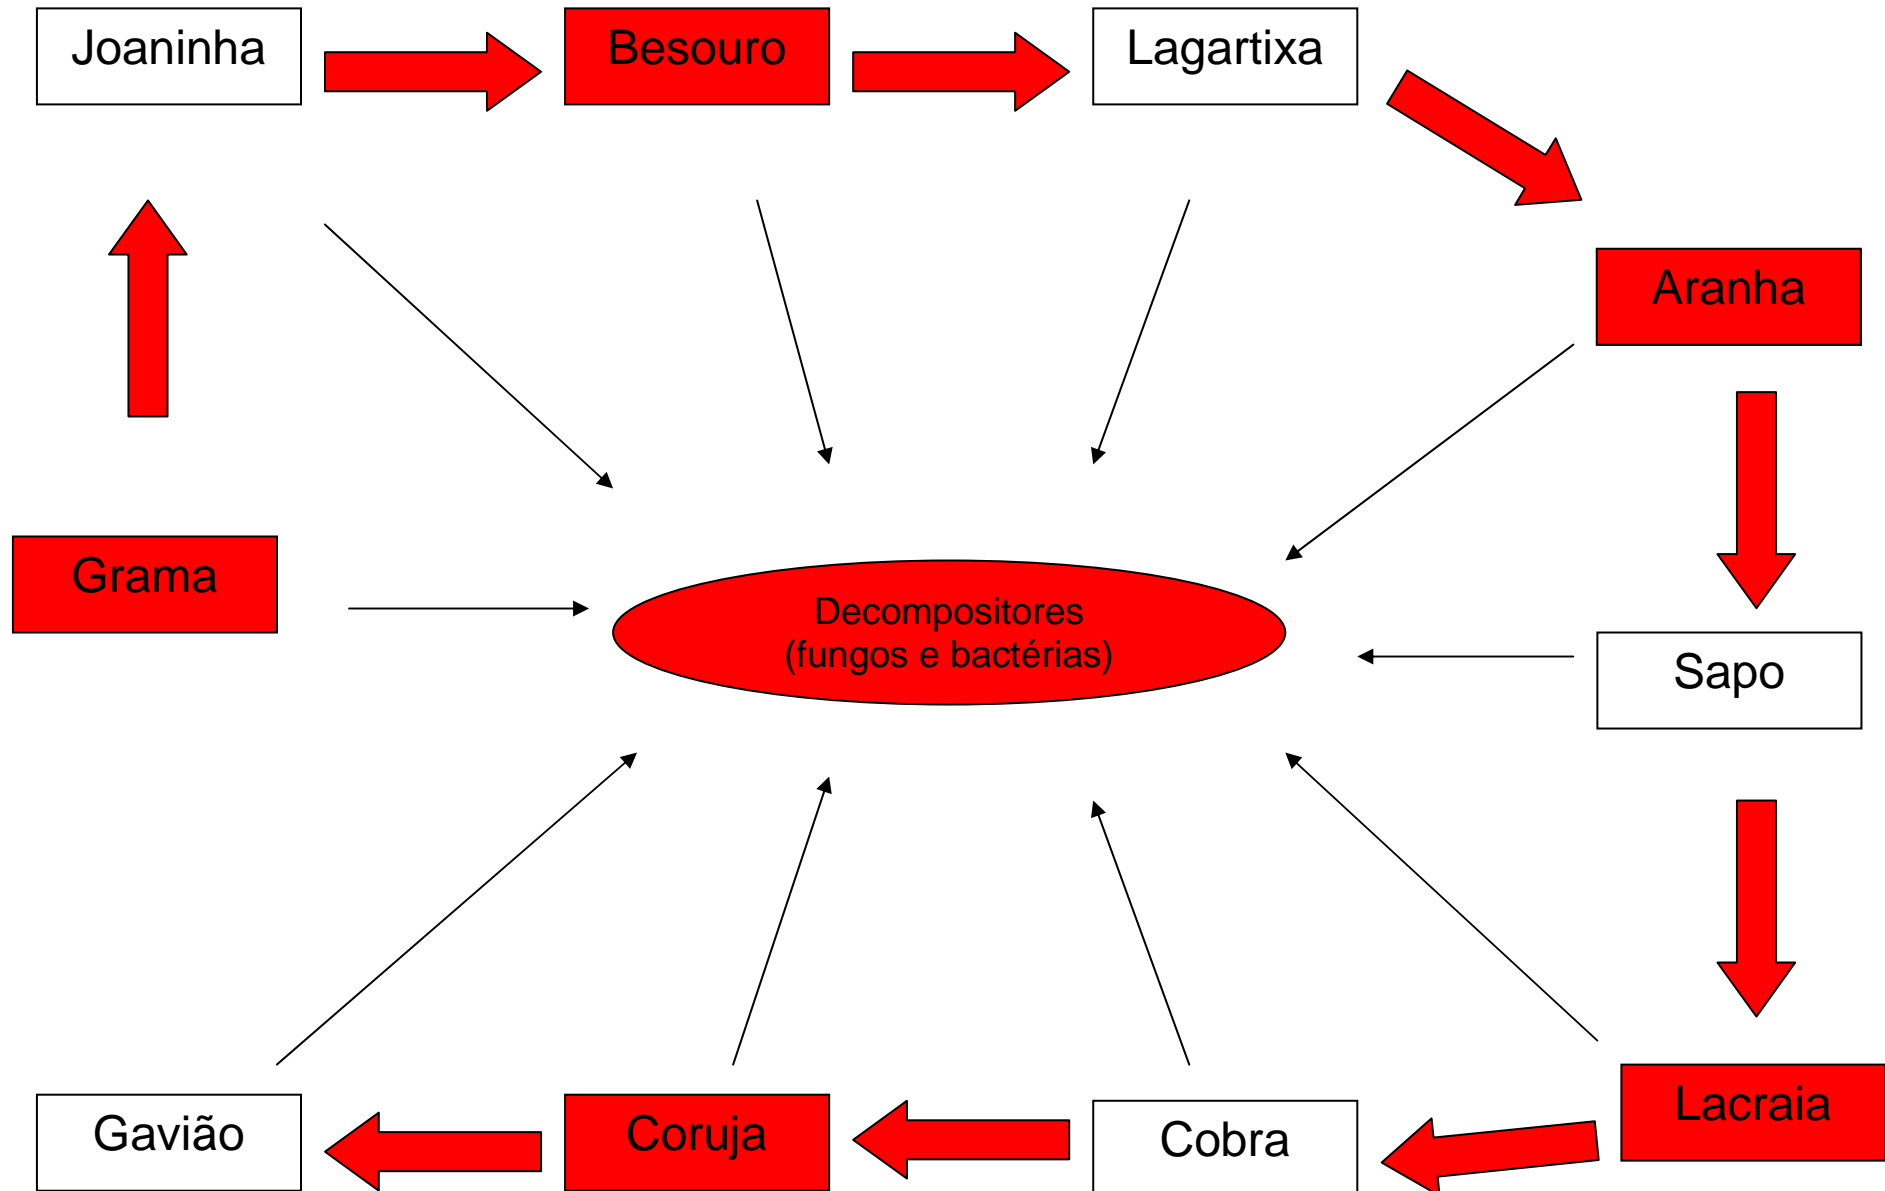 Joaninha
Besouro
Lagartixa
Aranha
Grama
Decompositores
(fungos e bactérias)
Sapo
Gavião
Coruja
Cobra
Lacraia